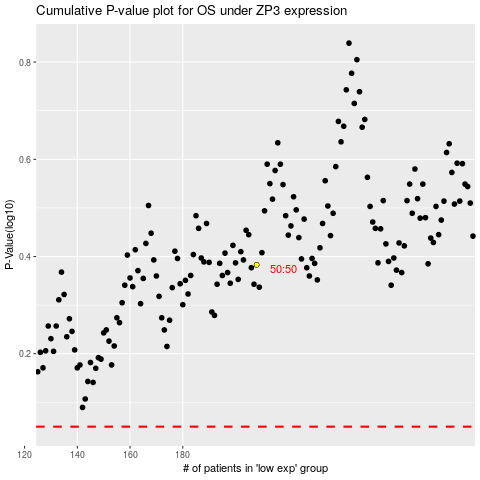 Cumulative P-value plot for OS under ZP3 expression
P-Value(log10)
0.8
0.6
0.4
0.2
50:50
120 140 160 180
# of patients in 'low exp' group